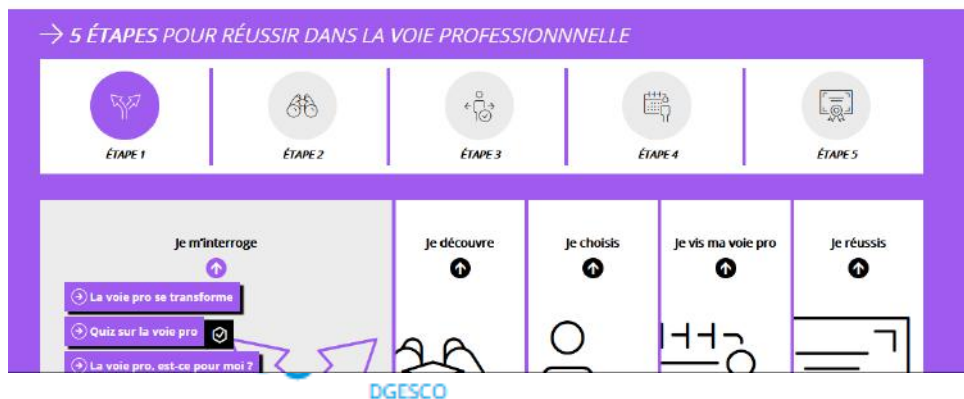 → 5 ÉTAPES POUR RÉUSSIR DANS LA VOIE PROFESSIONNNELLE
ÉTAPE 1
ÉTAPE 2
ÉTAPE 3
ÉTAPE 4
ÉTAPE 5
Je m'interroge
La voie pro se transforme
Quiz sur la voie pro
La voie pro, est-ce pour moi ?
Je découvre
Je choisis
Je vis ma voie pro
Je réussis
DGESCO